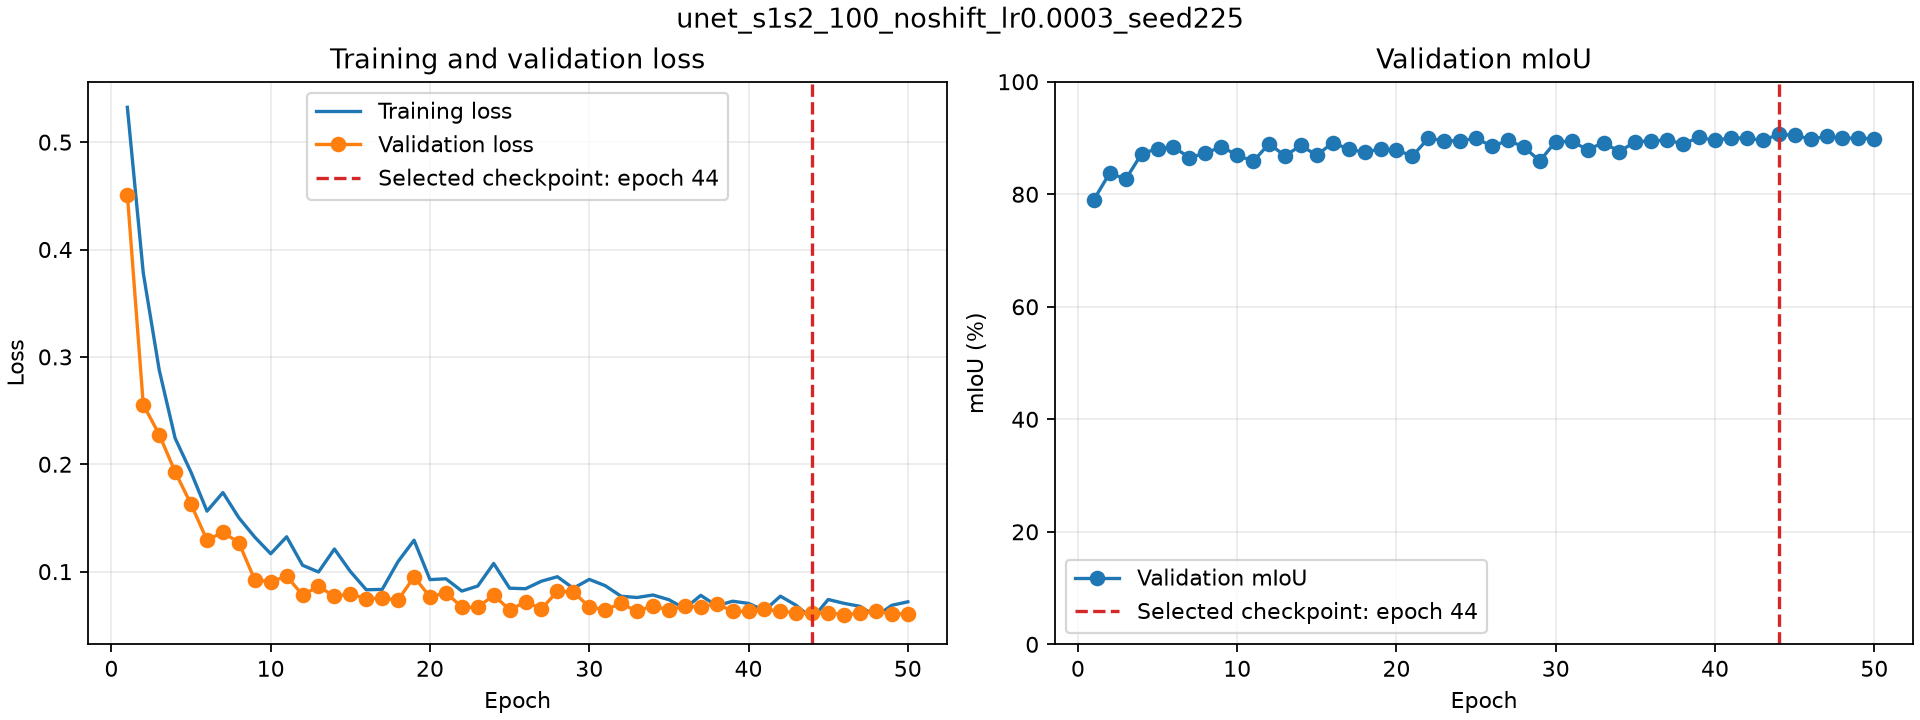 unet_s1s2_100_noshift_lr0.0003_seed225
Training and validation loss
Training loss
Validation loss
Selected checkpoint: epoch 44
0.5
0.4
0.3
0.2
0.1
Loss
0 10 20 30 40 50
Epoch
Validation mIoU
100
80
60
40
20
0
mIoU (%)
Validation mIoU
Selected checkpoint: epoch 44
0 10 20 30 40 50
Epoch